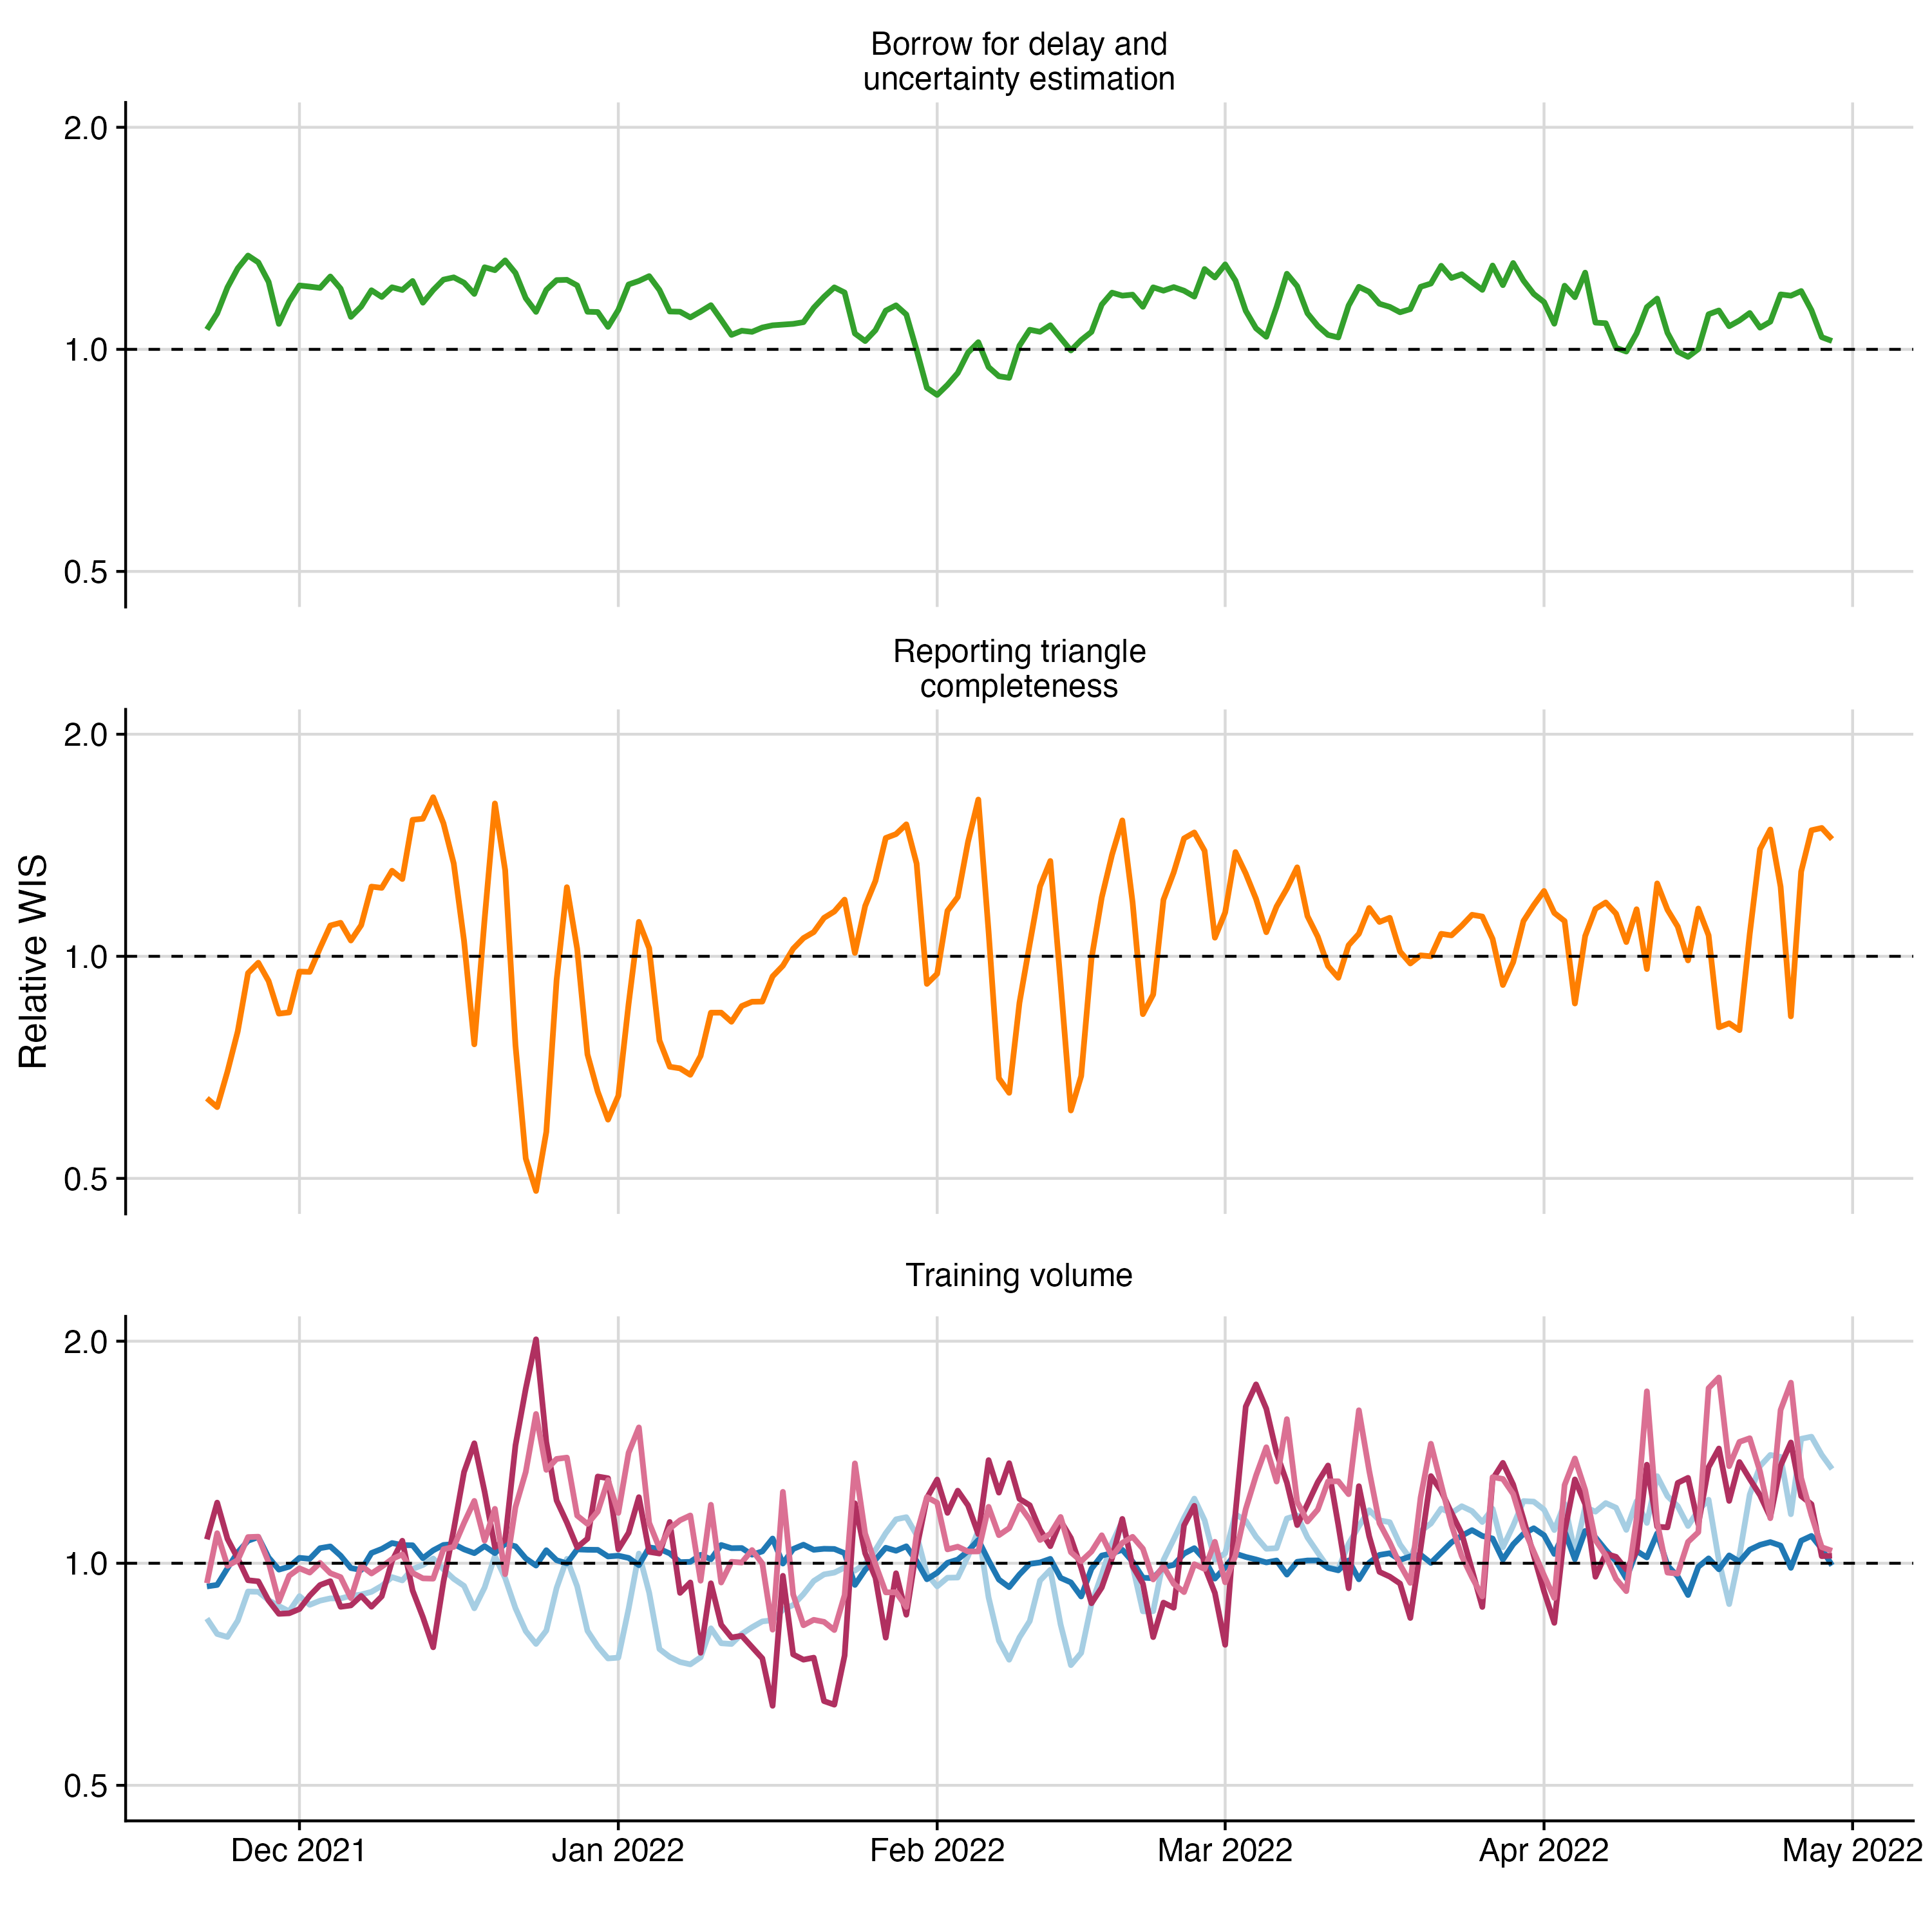 Borrow for delay and
uncertainty estimation
2.0
1.0
0.5
Reporting triangle
completeness
2.0
1.0
0.5
Relative WIS
Training volume
2.0
1.0
0.5
Dec 2021
Jan 2022
Feb 2022
Mar 2022
Apr 2022
May 2022